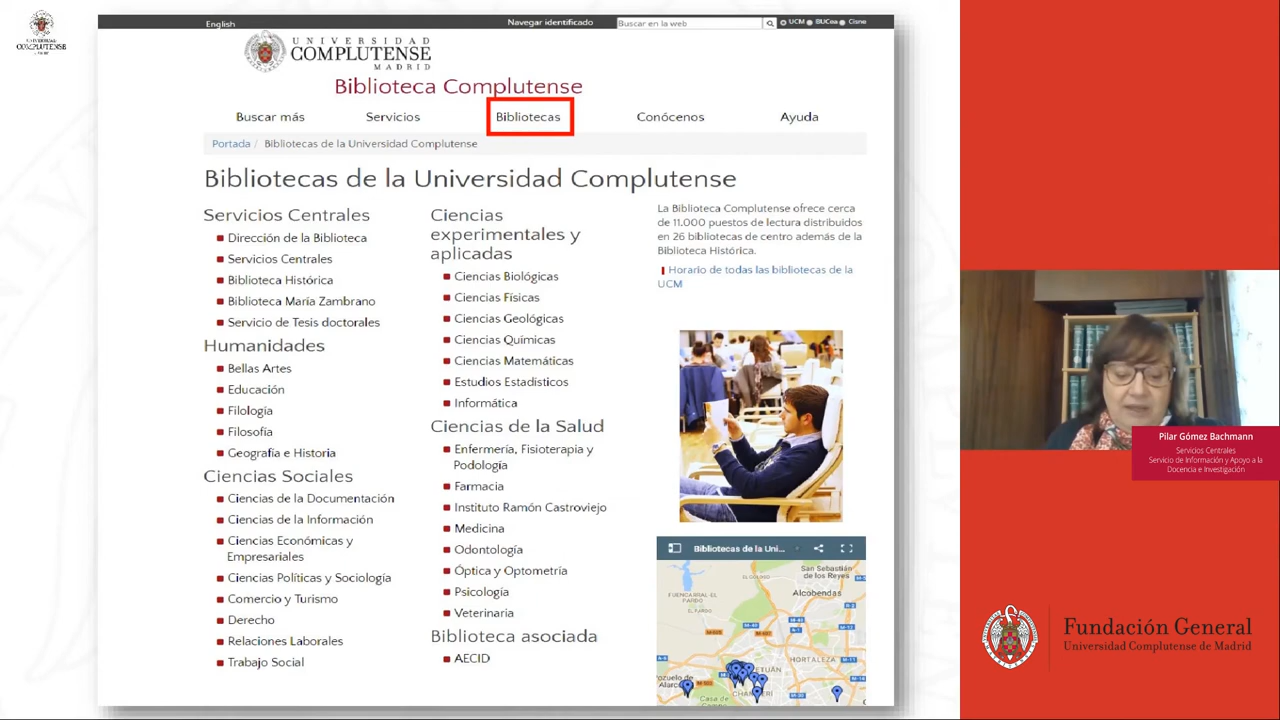 English
Navegar identificado
Buscar en la web
UCM
BUCea
Cisne
UNIVERSIDAD
COMPLUTENSE
MADRID
Biblioteca Complutense
Buscar más
Servicios
Bibliotecas
Conócenos
Ayuda
Portada / Bibliotecas de la Universidad Complutense
Bibliotecas de la Universidad Complutense
Servicios Centrales
Dirección de la Biblioteca
Servicios Centrales
Biblioteca Histórica
Biblioteca María Zambrano
Servicio de Tesis doctorales
Humanidades
Bellas Artes
Educación
Filología
Filosofía
Geografía e Historia
Ciencias Sociales
Ciencias de la Documentación
Ciencias de la Información
Ciencias Económicas y
Empresariales
Ciencias Políticas y Sociología
Comercio y Turismo
Derecho
Relaciones Laborales
Trabajo Social
Ciencias
experimentales y
aplicadas
Ciencias Biológicas
Ciencias Físicas
Ciencias Geológicas
Ciencias Químicas
Ciencias Matemáticas
Estudios Estadísticos
Informática
Ciencias de la Salud
Enfermería, Fisioterapia y
Podología
Farmacia
Instituto Ramón Castroviejo
Medicina
Odontología
Óptica y Optometría
Psicología
Veterinaria
Biblioteca asociada
AECID
La Biblioteca Complutense ofrece cerca
de 11.000 puestos de lectura distribuidos
en 26 bibliotecas de centro además de la
Biblioteca Histórica.
Horario de todas las bibliotecas de la
UCM
Bibliotecas de la Uni...
San Sebastián
de los Reyes
Alcobendas
FUENCARRAL-EL
PARDO
EL PARDO
HORTALEZA
CHAMBERÍ
Casa de
Pilar Gómez Bachmann
Servicios Centrales
Servicio de Información y Apoyo a la
Docencia e Investigación
Fundación General
Universidad Complutense de Madrid